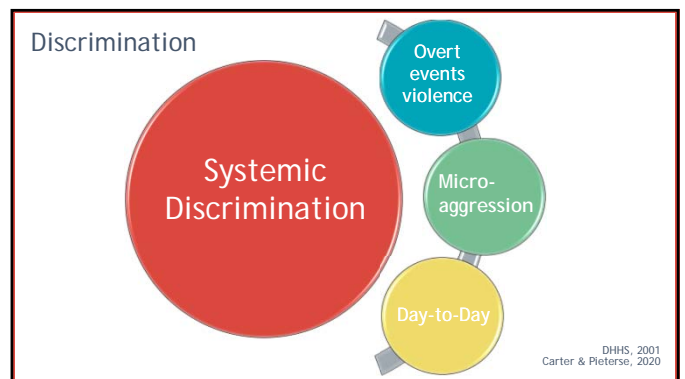 Discrimination
Systemic
Discrimination
Overt
events
violence
Micro-
aggression
Day-to-Day
DHHS, 2001
Carter & Pieterse, 2020